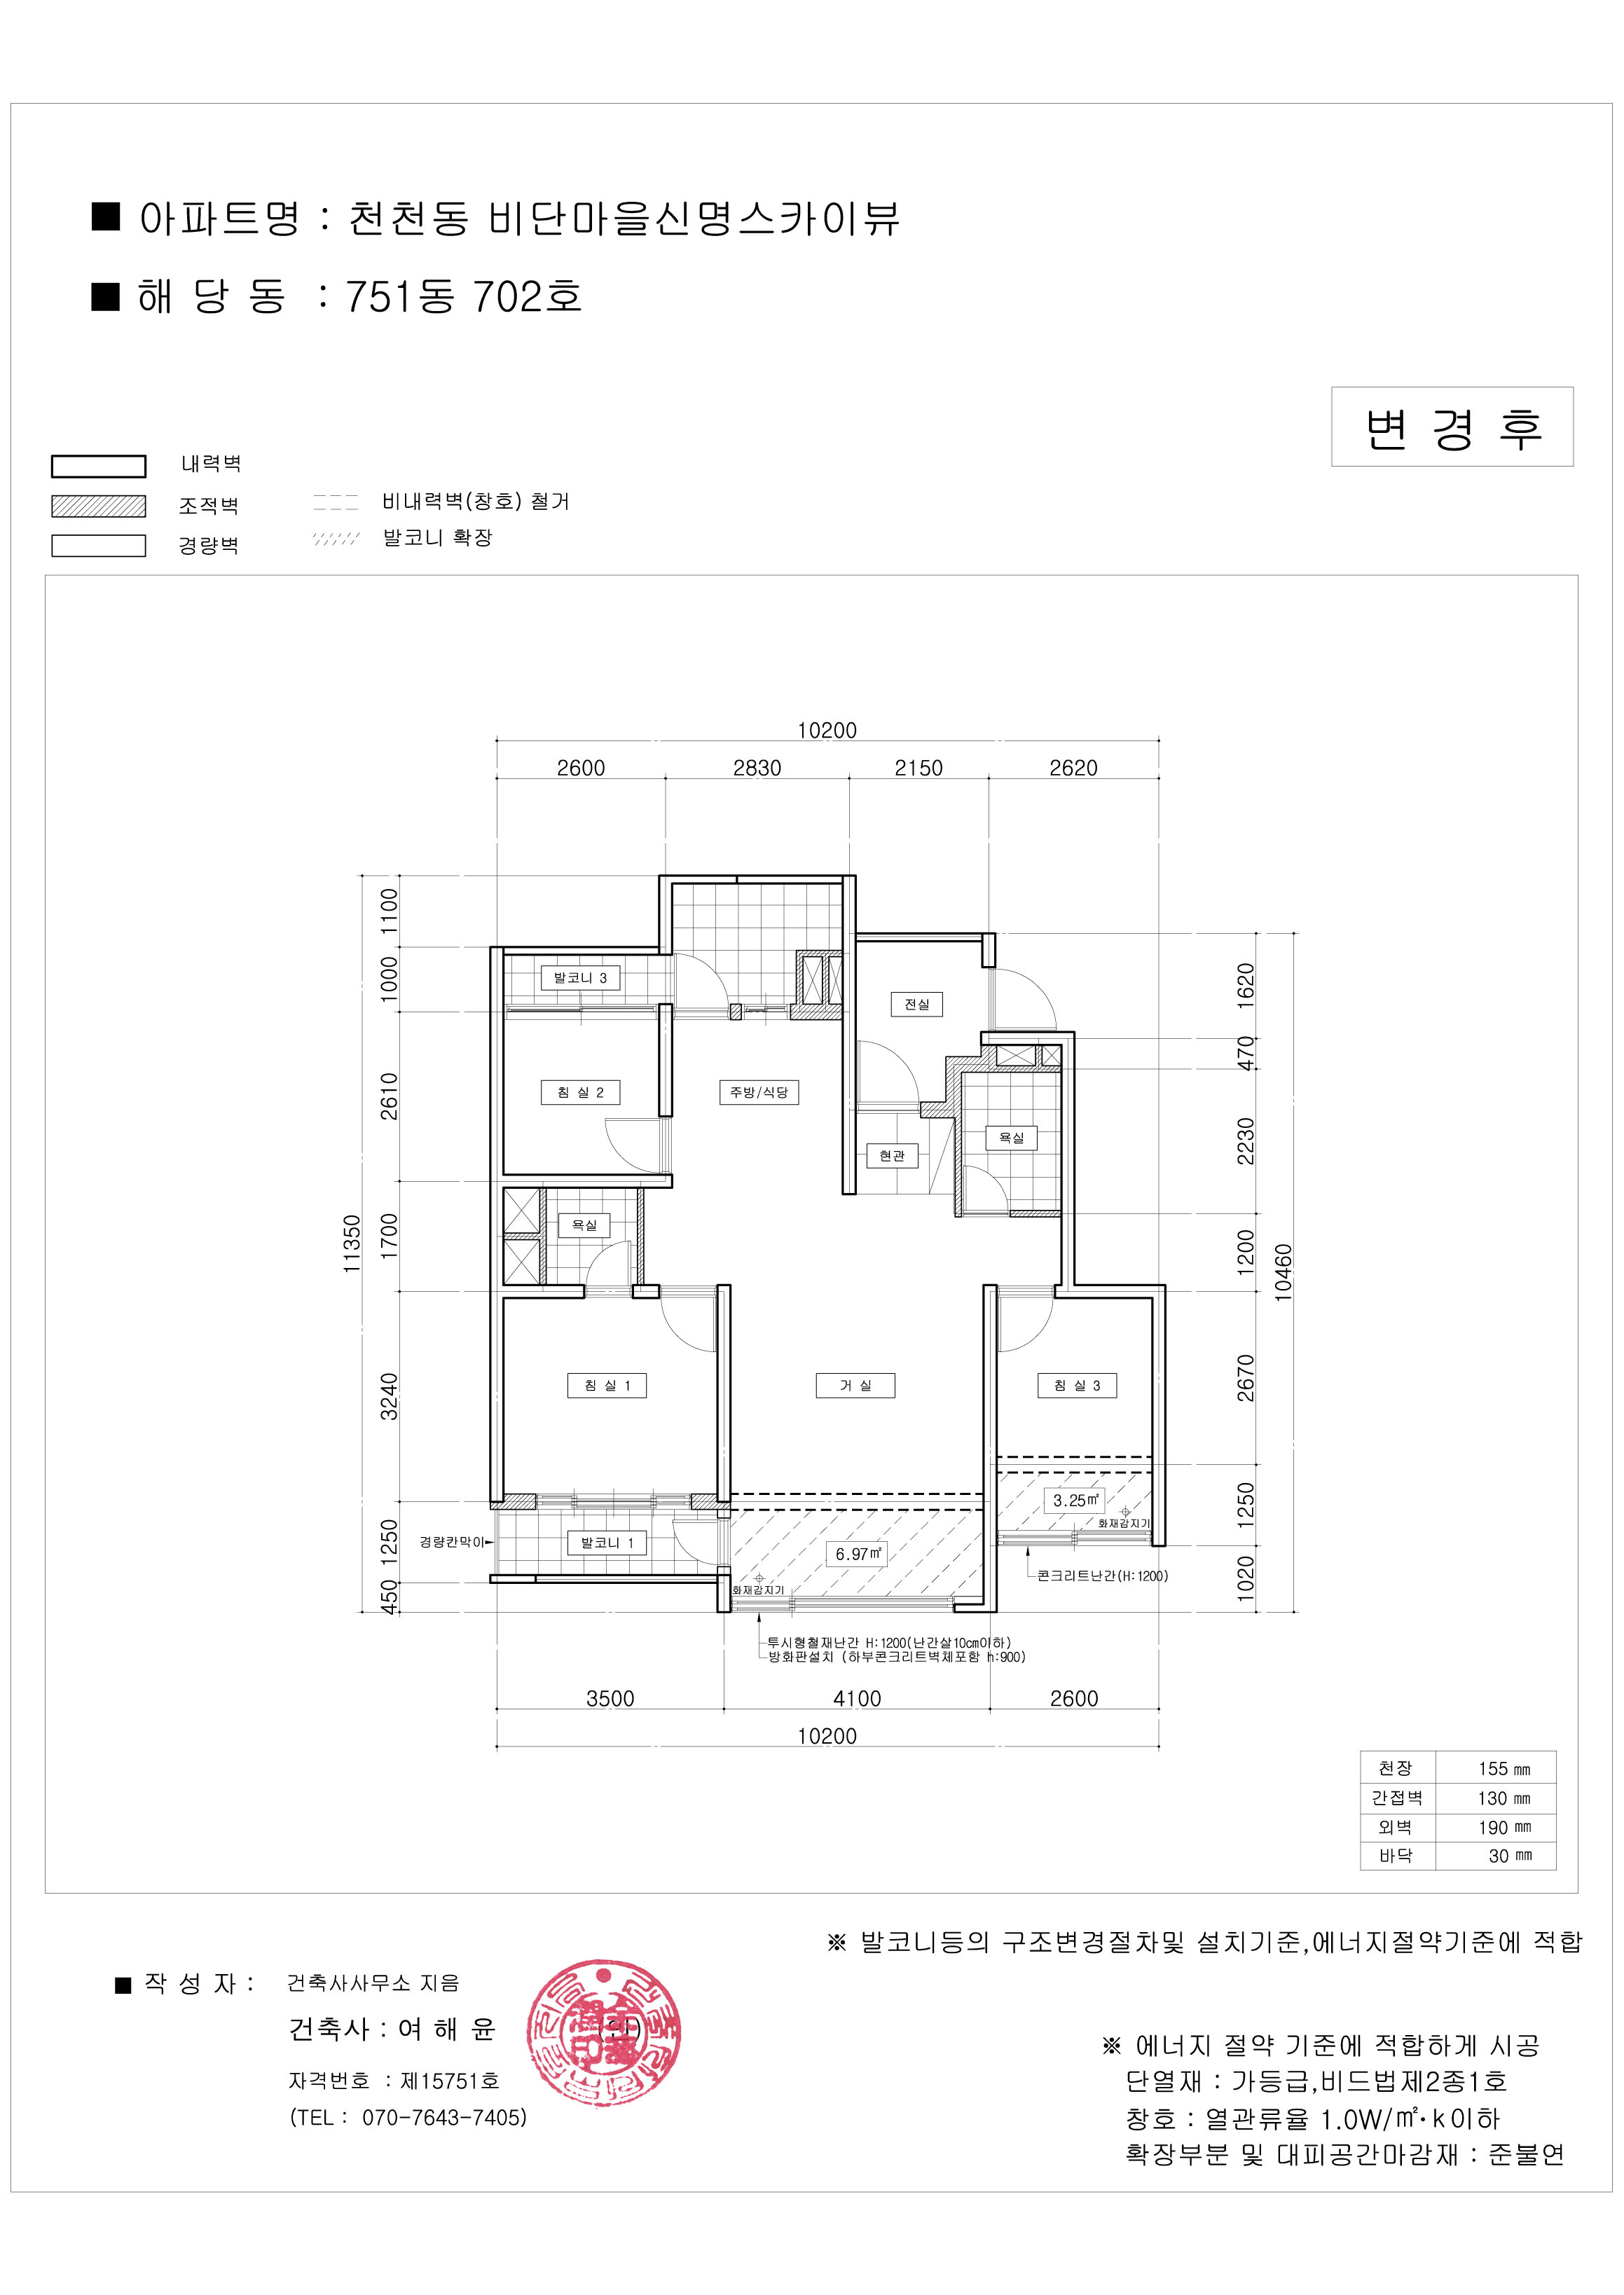 ■ 아파트명 : 천천동 비단마을신명스카이뷰
■ 해 당 동 : 751동 702호
변 경 후
내력벽
조적벽
경량벽
비내력벽(창호) 철거
발코니 확장
10200
2600 2830 2150 2620
11350
1100
1000
2610
1700
3240
1250
450
1620
470
2230
1200
2670
1250
1020
10460
발코니 3
전실
침 실 2
주방/식당
욕실
현관
욕실
침 실 1
거 실
침 실 3
3.25㎡
화재감지기
경량칸막이
발코니 1
6.97㎡
화재감지기
콘크리트난간(H:1200)
투시형철재난간 H:1200(난간살10cm이하)
방화판설치 (하부콘크리트벽체포함 h:900)
3500 4100 2600
10200
천장 155 ㎜
간접벽 130 ㎜
외벽 190 ㎜
바닥 30 ㎜
※ 발코니등의 구조변경절차및 설치기준,에너지절약기준에 적합
■ 작 성 자 : 건축사사무소 지음
건축사 : 여 해 윤
자격번호 : 제15751호
(TEL : 070-7643-7405)
※ 에너지 절약 기준에 적합하게 시공
단열재 : 가등급,비드법제2종1호
창호 : 열관류율 1.0W/㎡·k이하
확장부분 및 대피공간마감재 : 준불연